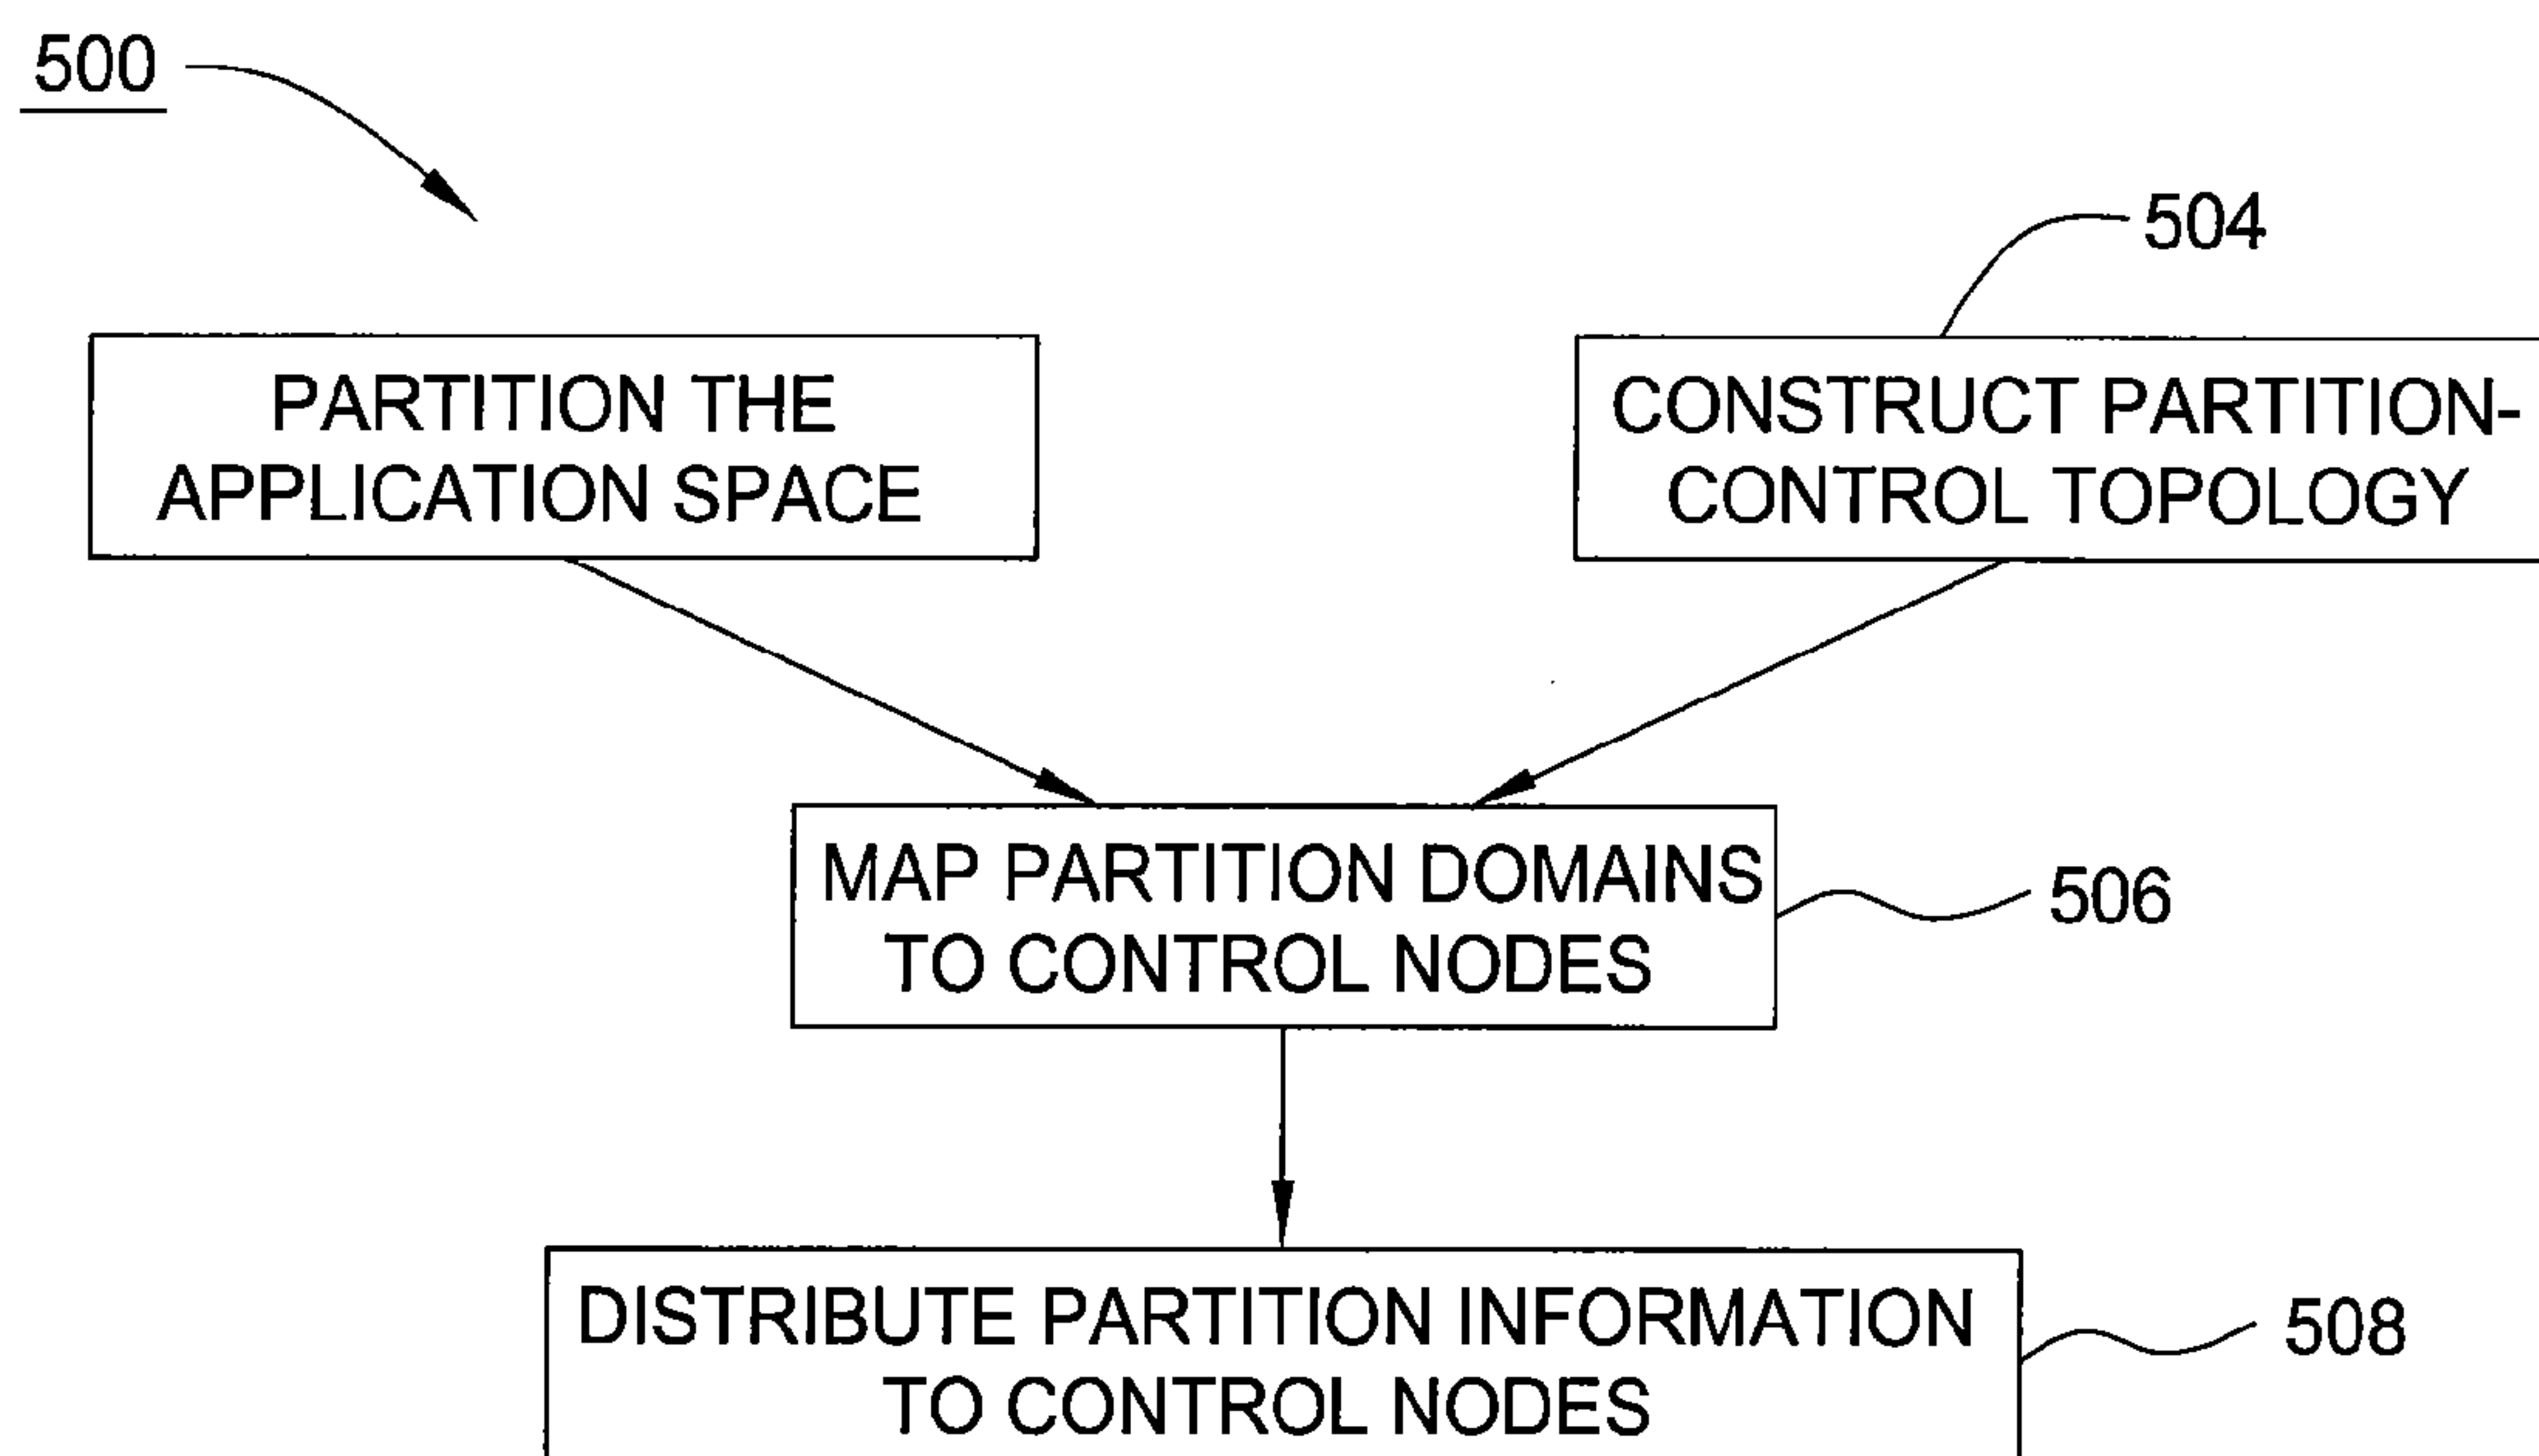 500
504
PARTITION THE
APPLICATION SPACE
CONSTRUCT PARTITION-
CONTROL TOPOLOGY
MAP PARTITION DOMAINS
TO CONTROL NODES
506
DISTRIBUTE PARTITION INFORMATION
TO CONTROL NODES
508